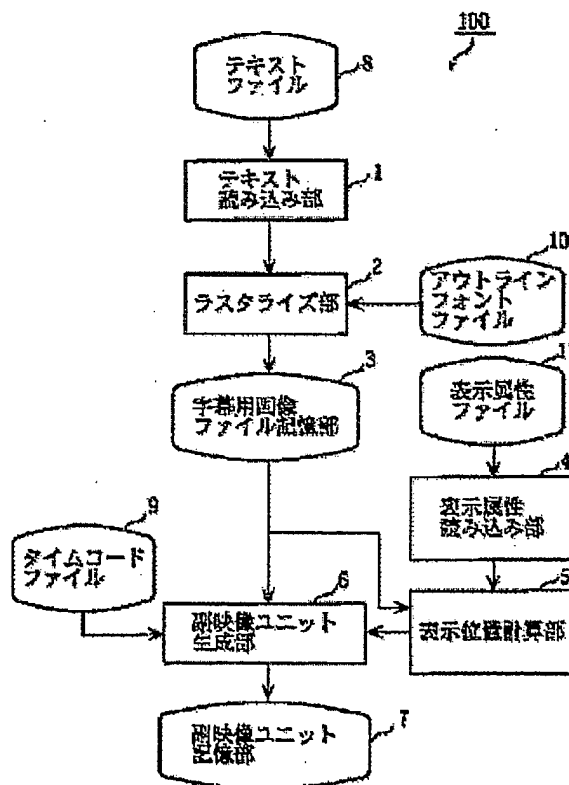 100
テキスト
ファイル
8
テキスト
読み込み部
1
10
ラスタライズ部
2
アウトライン
フォント
ファイル
字幕用画像
ファイル記憶部
3
表示属性
ファイル
表示属性
読み込み部
4
9
タイムコード
ファイル
副映像ユニット
生成部
6
表示位置計算部
5
副映像ユニット
記憶部
7